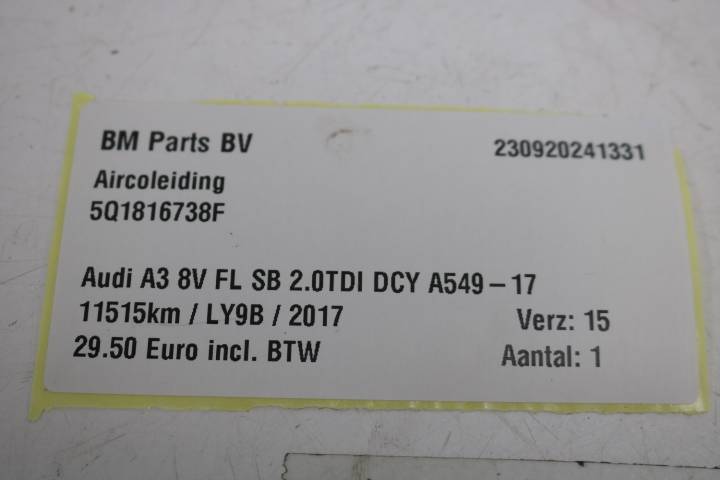 BM Parts BV 230920241331
Aircoleiding
5Q1816738F
Audi A3 8V FL SB 2.0TDI DCY A549-17
11515km / LY9B / 2017 Verz: 15
29.50 Euro incl. BTW Aantal: 1